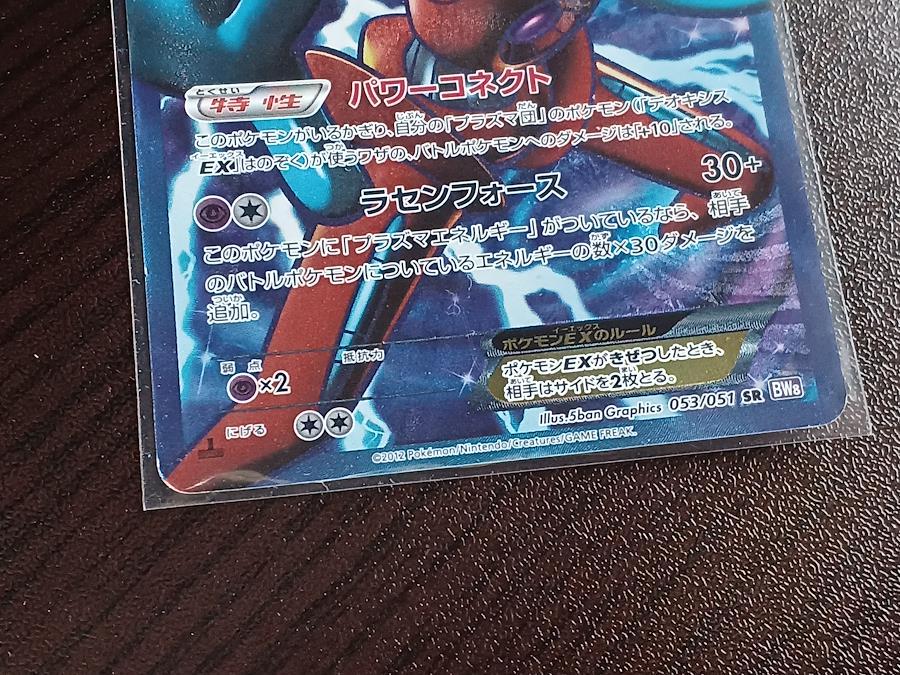 とくせい
特性 パワーコネクト
このポケモンがいるかぎり、自分の「プラズマ団」のポケモン(「デオキシス
EX」はのぞく)が使うワザの、バトルポケモンへのダメージは「+10」される。
ラセンフォース 30+
このポケモンに「プラズマエネルギー」がついているなら、相手
のバトルポケモンについているエネルギーの数×30ダメージを
追加。
イーエックス
ポケモンEXのルール
ポケモンEXがきぜつしたとき、
相手はサイドを2枚とる。
弱点 抵抗力
×2
にげる
Illus.5ban Graphics 053/051 SR BW8
©2012 Pokémon/Nintendo/Creatures/GAME FREAK.